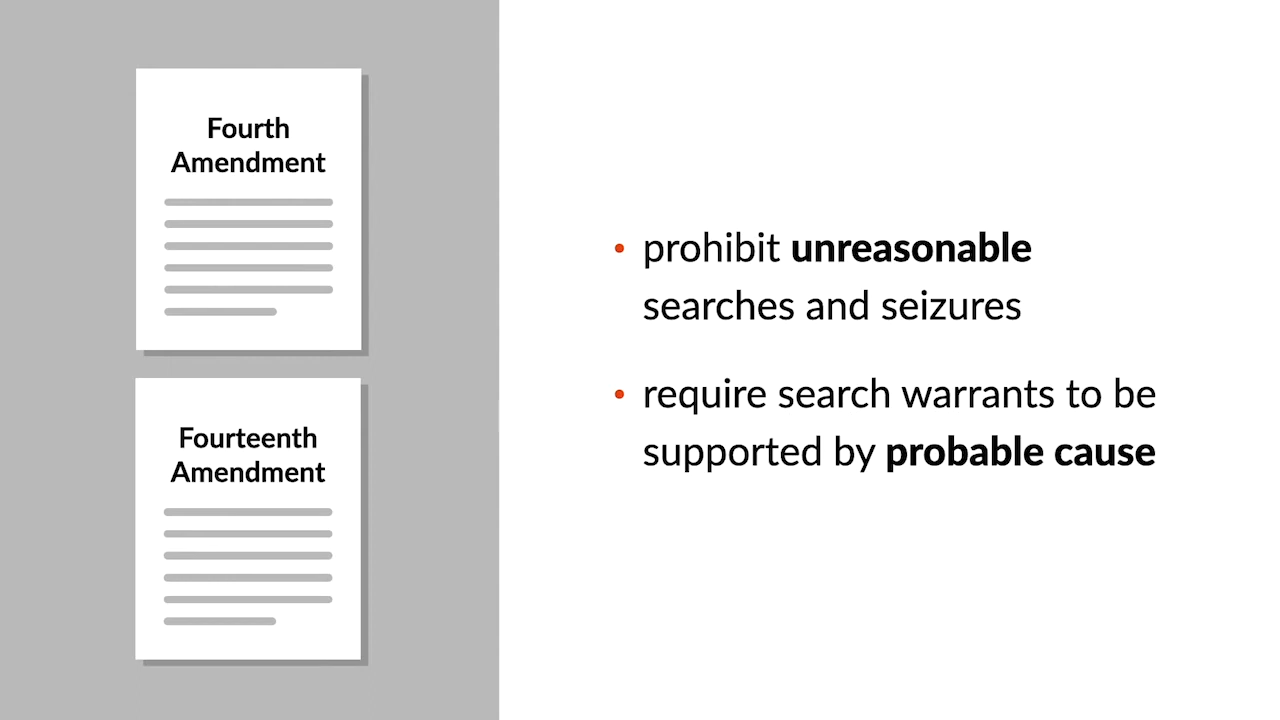 Fourth
Amendment
Fourteenth
Amendment
• prohibit unreasonable
searches and seizures
• require search warrants to be
supported by probable cause